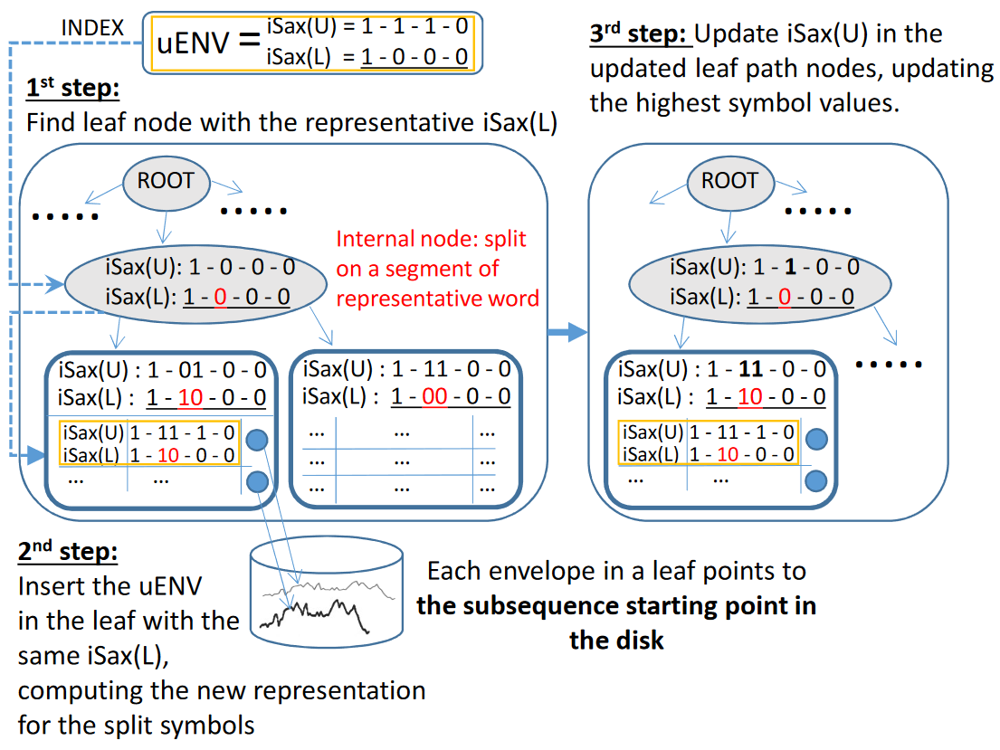 INDEX
uENV =
iSax(U) = 1 - 1 - 1 - 0
iSax(L) = 1 - 0 - 0 - 0
1st step:
Find leaf node with the representative iSax(L)
ROOT
.....
.....
iSax(U): 1 - 0 - 0 - 0
iSax(L): 1 - 0 - 0 - 0
Internal node: split
on a segment of
representative word
iSax(U) : 1 - 01 - 0 - 0
iSax(L) : 1 - 10 - 0 - 0
iSax(U) 1 - 11 - 1 - 0
iSax(L) 1 - 10 - 0 - 0
... ...
iSax(U) : 1 - 11 - 0 - 0
iSax(L) : 1 - 00 - 0 - 0
... ... ...
... ... ...
... ... ...
2nd step:
Insert the uENV
in the leaf with the
same iSax(L),
computing the new representation
for the split symbols
Each envelope in a leaf points to
the subsequence starting point in
the disk
3rd step: Update iSax(U) in the
updated leaf path nodes, updating
the highest symbol values.
ROOT
.....
iSax(U): 1 - 1 - 0 - 0
iSax(L): 1 - 0 - 0 - 0
.....
iSax(U) : 1 - 11 - 0 - 0
iSax(L) : 1 - 10 - 0 - 0
iSax(U) 1 - 11 - 1 - 0
iSax(L) 1 - 10 - 0 - 0
... ...